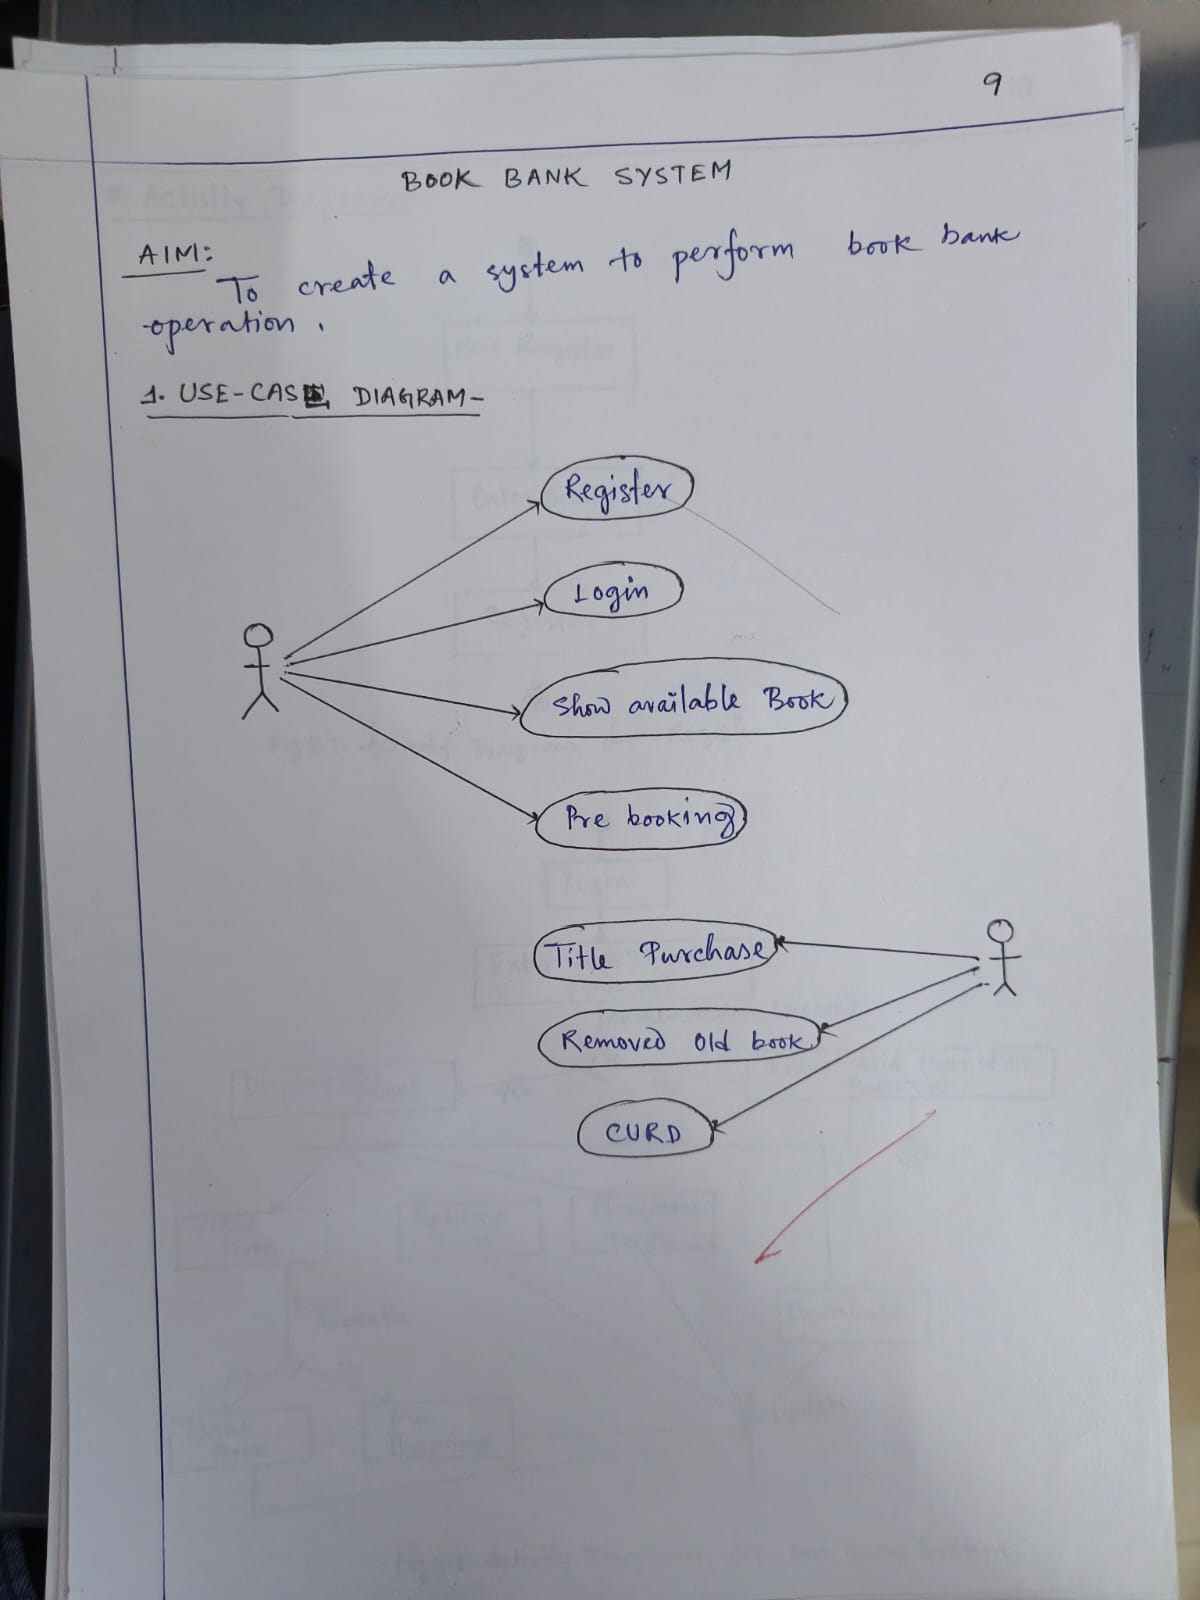 9
BOOK BANK SYSTEM
AIM:
To create a system to perform book bank
operation.
1. USE-CASE DIAGRAM-
Register
Login
Show available Book
Pre booking
Title Purchase
Removed old book
CURD